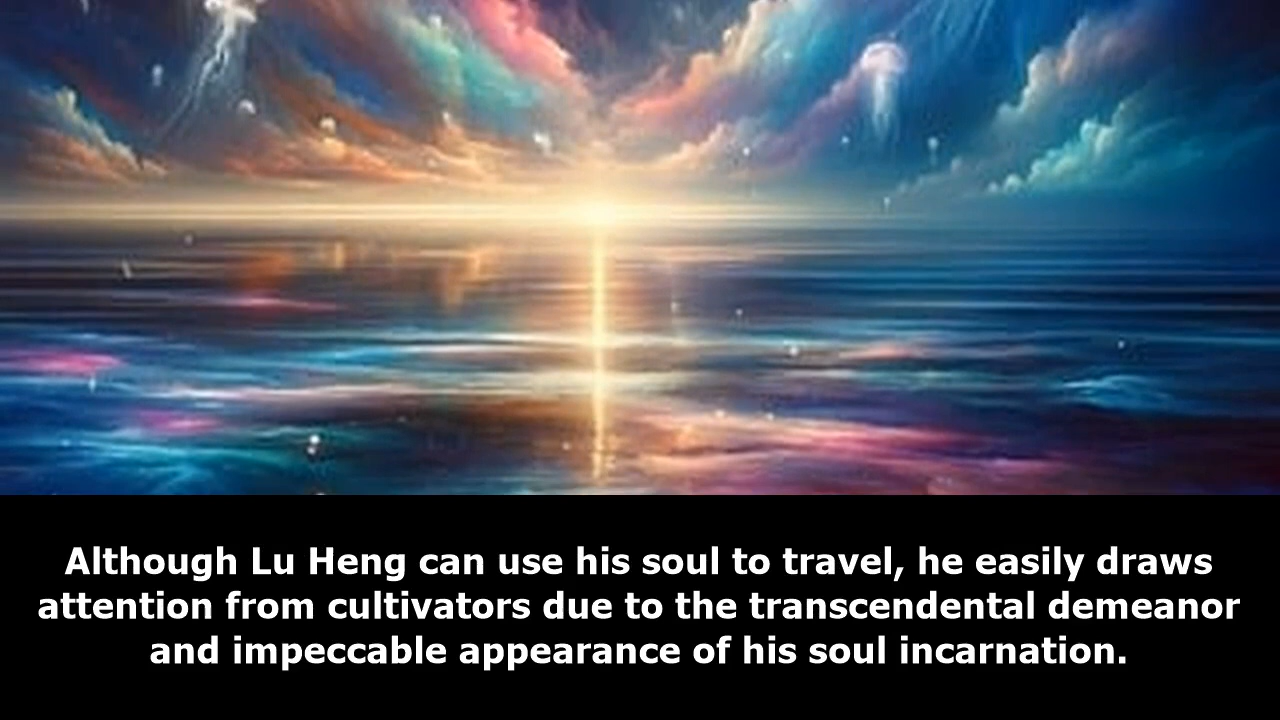 Although Lu Heng can use his soul to travel, he easily draws
attention from cultivators due to the transcendental demeanor
and impeccable appearance of his soul incarnation.